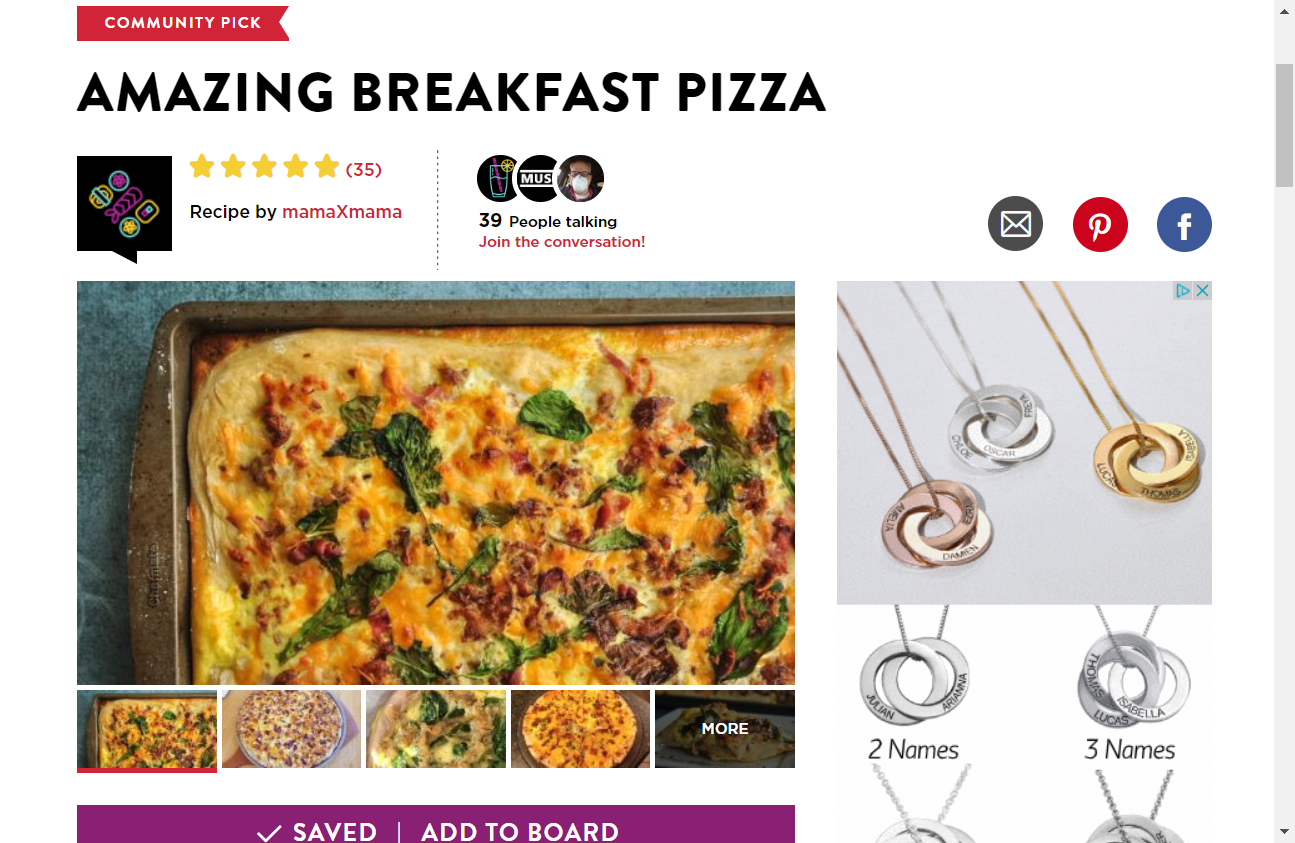 COMMUNITY PICK
AMAZING BREAKFAST PIZZA
(35)
Recipe by mamaXmama
MUS
39 People talking
Join the conversation!
chefmate
FREYA
CHLOE
OSCAR
ISABELLA
LUCAS
THOMAS
AMELIA
EZRA
DAMIEN
JULIAN
ARIANNA
THOMAS
LUCAS
ISABELLA
2 Names
3 Names
MORE
SAVED | ADD TO BOARD